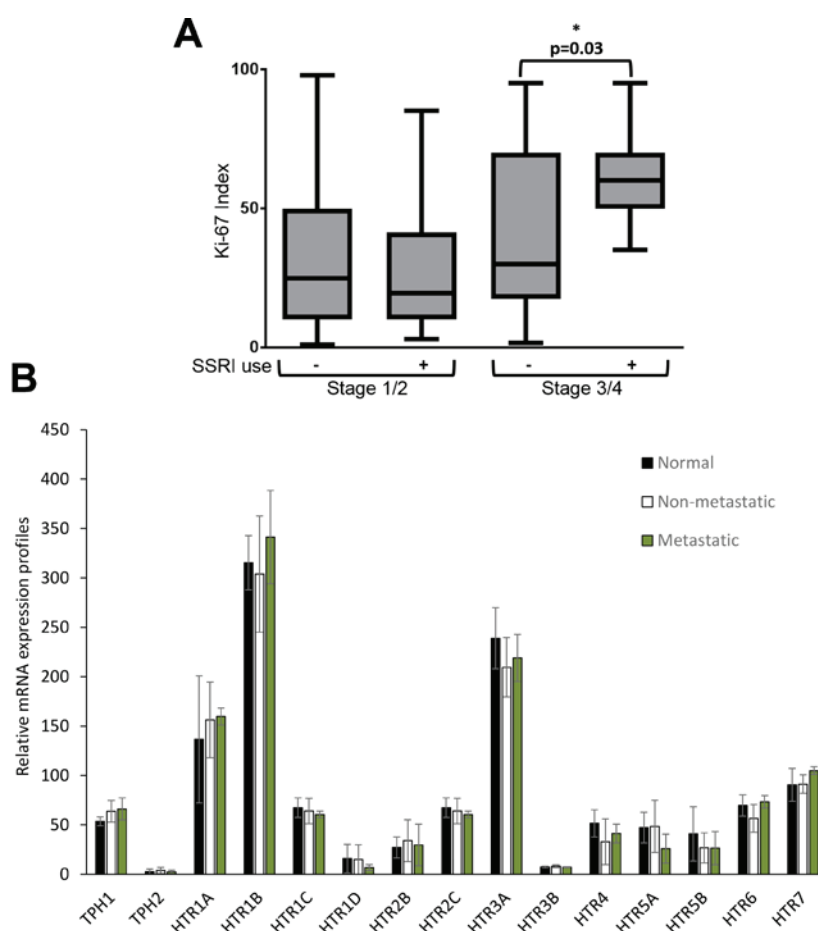 A
*
p=0.03
100
50
0
Ki-67 Index
SSRI use - + - +
Stage 1/2 Stage 3/4
B
450
400
350
300
250
200
150
100
50
0
Relative mRNA expression profiles
Normal
Non-metastatic
Metastatic
TPH1 TPH2 HTR1A HTR1B HTR1C HTR1D HTR2B HTR2C HTR3A HTR3B HTR4 HTR5A HTR5B HTR6 HTR7